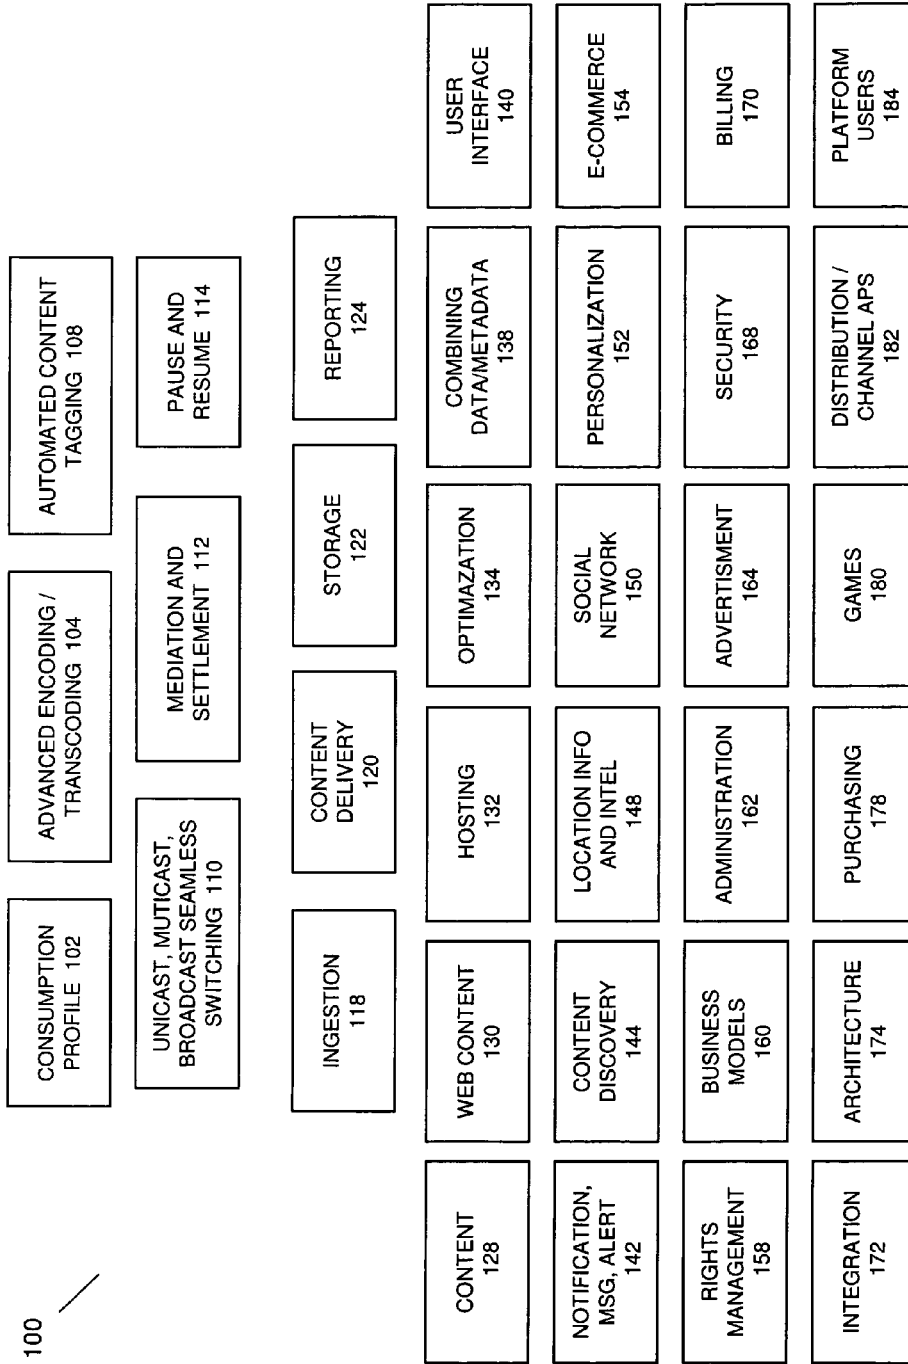 100
CONSUMPTION
PROFILE 102
ADVANCED ENCODING /
TRANSCODING 104
AUTOMATED CONTENT
TAGGING 108
UNICAST, MUTICAST,
BROADCAST SEAMLESS
SWITCHING 110
MEDIATION AND
SETTLEMENT 112
PAUSE AND
RESUME 114
INGESTION
118
CONTENT
DELIVERY
120
STORAGE
122
REPORTING
124
CONTENT
128
WEB CONTENT
130
HOSTING
132
OPTIMAZATION
134
COMBINING
DATA/METADATA
138
USER
INTERFACE
140
NOTIFICATION,
MSG, ALERT
142
CONTENT
DISCOVERY
144
LOCATION INFO
AND INTEL
148
SOCIAL
NETWORK
150
PERSONALIZATION
152
E-COMMERCE
154
RIGHTS
MANAGEMENT
158
BUSINESS
MODELS
160
ADMINISTRATION
162
ADVERTISMENT
164
SECURITY
168
BILLING
170
INTEGRATION
172
ARCHITECTURE
174
PURCHASING
178
GAMES
180
DISTRIBUTION /
CHANNEL APS
182
PLATFORM
USERS
184